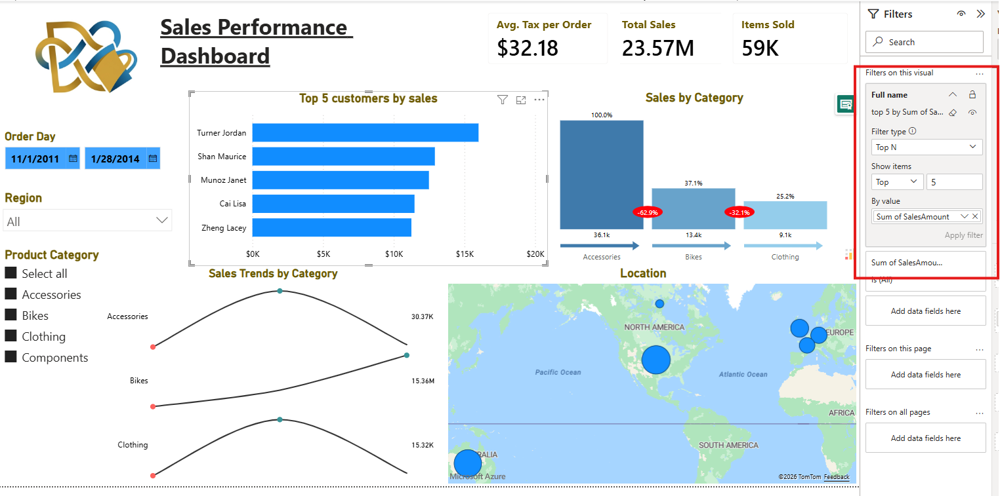 Sales Performance
Dashboard
Avg. Tax per Order
$32.18
Total Sales
23.57M
Items Sold
59K
Order Day
11/1/2011
1/28/2014
Region
All
Product Category
Select all
Accessories
Bikes
Clothing
Components
Top 5 customers by sales
Turner Jordan
Shan Maurice
Munoz Janet
Cai Lisa
Zheng Lacey
$0K
$5K
$10K
$15K
$20K
Sales by Category
100.0%
37.1%
25.2%
-62.9%
-32.1%
36.1k
13.4k
9.1k
Accessories
Bikes
Clothing
Sales Trends by Category
Accessories
30.37K
Bikes
15.36M
Clothing
15.32K
Location
NORTH AMERICA
EUROPE
Pacific Ocean
Atlantic Ocean
AFRICA
SOUTH AMERICA
RALIA
Microsoft Azure
©2026 TomTom Feedback
Filters
Search
Filters on this visual
...
Full name
top 5 by Sum of Sa...
Filter type
Top N
Show items
Top
5
By value
Sum of SalesAmount
Apply filter
Sum of SalesAmou...
is (All)
Add data fields here
Filters on this page
...
Add data fields here
Filters on all pages
...
Add data fields here